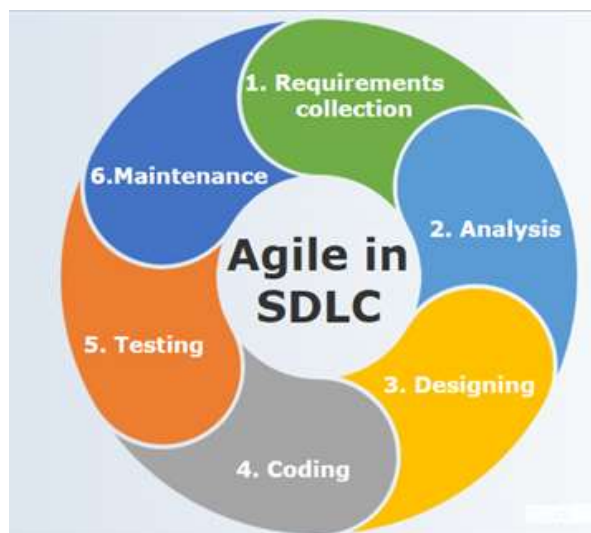 1. Requirements
collection
2. Analysis
3. Designing
4. Coding
5. Testing
6.Maintenance
Agile in
SDLC